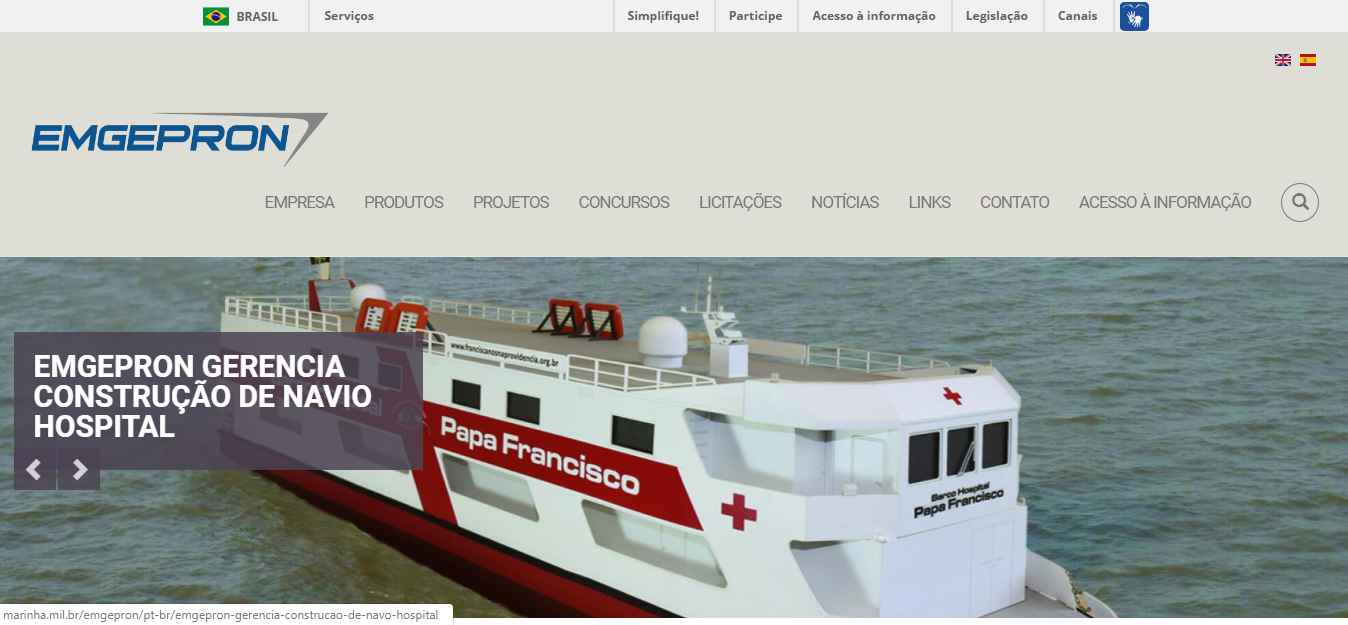 BRASIL
Serviços
Simplifique!
Participe
Acesso à informação
Legislação
Canais
EMGEPRON
EMPRESA
PRODUTOS
PROJETOS
CONCURSOS
LICITAÇÕES
NOTÍCIAS
LINKS
CONTATO
ACESSO À INFORMAÇÃO
www.franciscanosnaprovidencia.org.br
EMGEPRON GERENCIA
CONSTRUÇÃO DE NAVIO
HOSPITAL
Papa Francisco
Barco Hospital
Papa Francisco
marinha.mil.br/emgepron/pt-br/emgepron-gerencia-construcao-de-navo-hospital